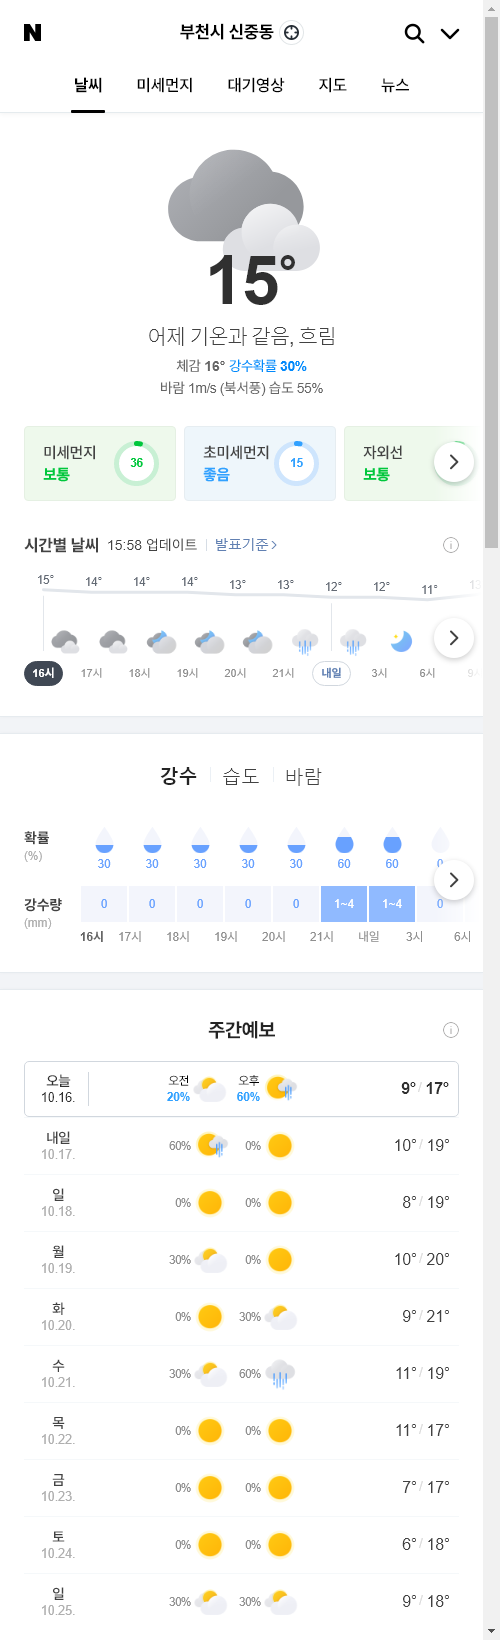 N
부천시 신중동
날씨 미세먼지 대기영상 지도 뉴스
15°
어제 기온과 같음, 흐림
체감 16° 강수확률 30%
바람 1m/s (북서풍) 습도 55%
미세먼지 보통 36
초미세먼지 좋음 15
자외선 보통
시간별 날씨 15:58 업데이트 발표기준
15° 14° 14° 14° 13° 13° 12° 12° 11° 13
16시 17시 18시 19시 20시 21시 내일 3시 6시
강수 습도 바람
확률 (%)
30 30 30 30 30 60 60 0
강수량 (mm)
0 0 0 0 0 1~4 1~4 0
16시 17시 18시 19시 20시 21시 내일 3시 6시
주간예보
오늘 10.16. 오전 20% 오후 60% 9° / 17°
내일 10.17. 60% 0% 10° / 19°
일 10.18. 0% 0% 8° / 19°
월 10.19. 30% 0% 10° / 20°
화 10.20. 0% 30% 9° / 21°
수 10.21. 30% 60% 11° / 19°
목 10.22. 0% 0% 11° / 17°
금 10.23. 0% 0% 7° / 17°
토 10.24. 0% 0% 6° / 18°
일 10.25. 30% 30% 9° / 18°